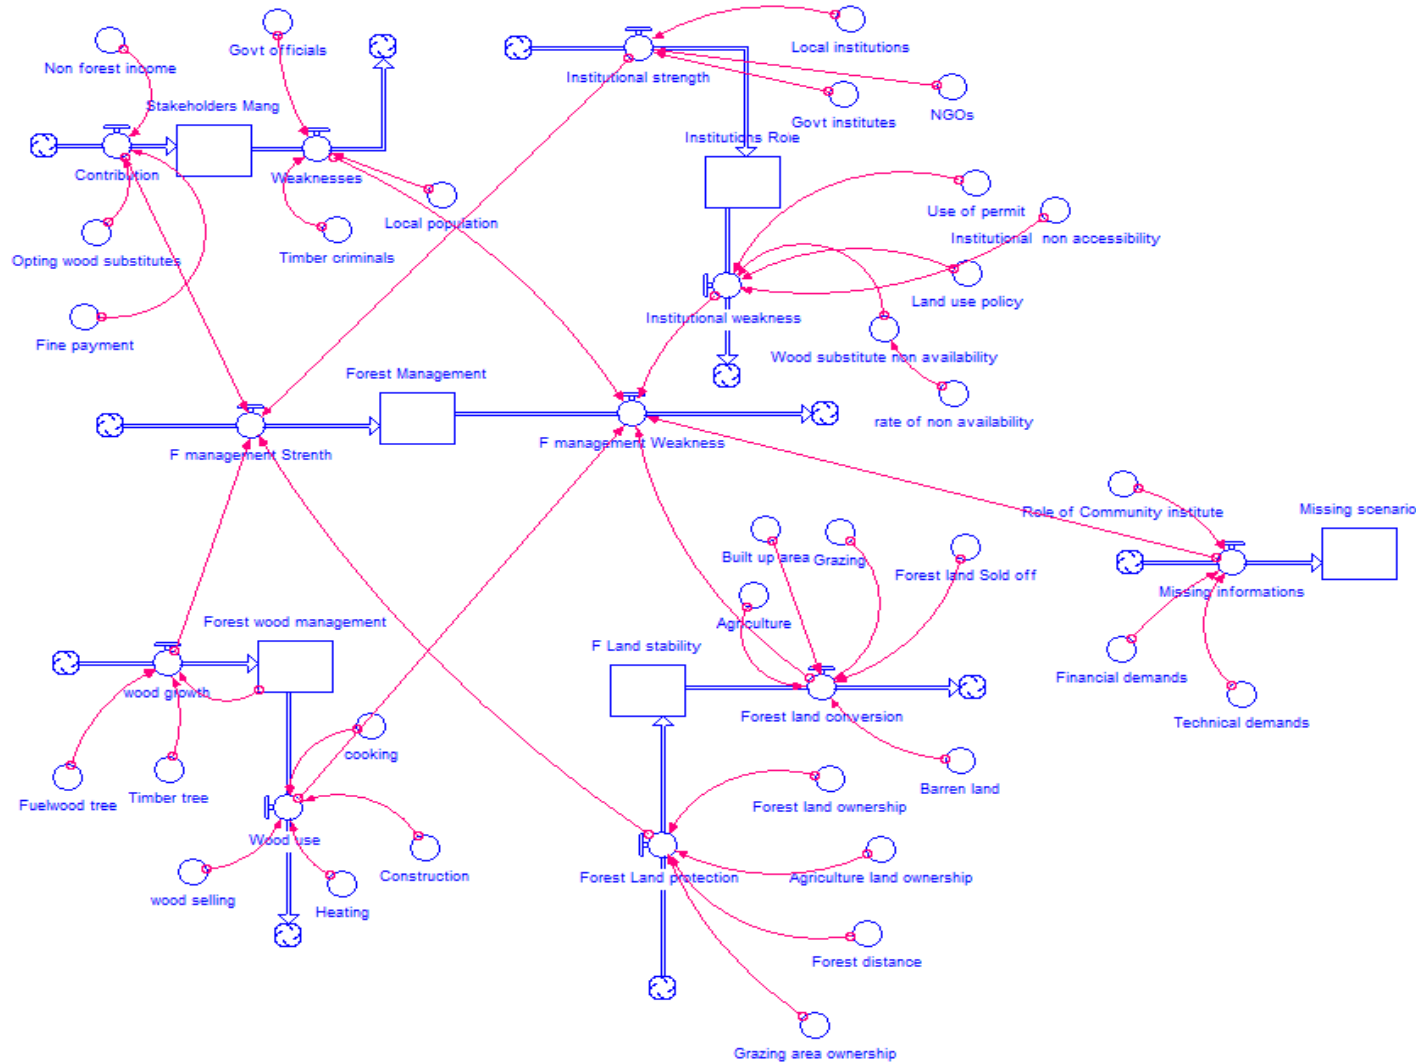 Non forest income
Govt officials
Local institutions
Institutional strength
NGOs
Stakeholders Mang
Govt institutes
Institutions Role
Contribution
Weaknesses
Local population
Use of permit
Institutional  non accessibility
Opting wood substitutes
Timber criminals
Land use policy
Institutional weakness
Fine payment
Wood substitute non availability
Forest Management
rate of non availability
F management Strenth
F management Weakness
Role of Community institute
Missing scenario
Built up area
Grazing
Forest land Sold off
Missing informations
Agriculture
Forest wood management
F Land stability
Financial demands
wood growth
Forest land conversion
Technical demands
cooking
Fuelwood tree
Timber tree
Barren land
Forest land ownership
Wood use
Construction
Forest Land protection
Agriculture land ownership
wood selling
Heating
Forest distance
Grazing area ownership